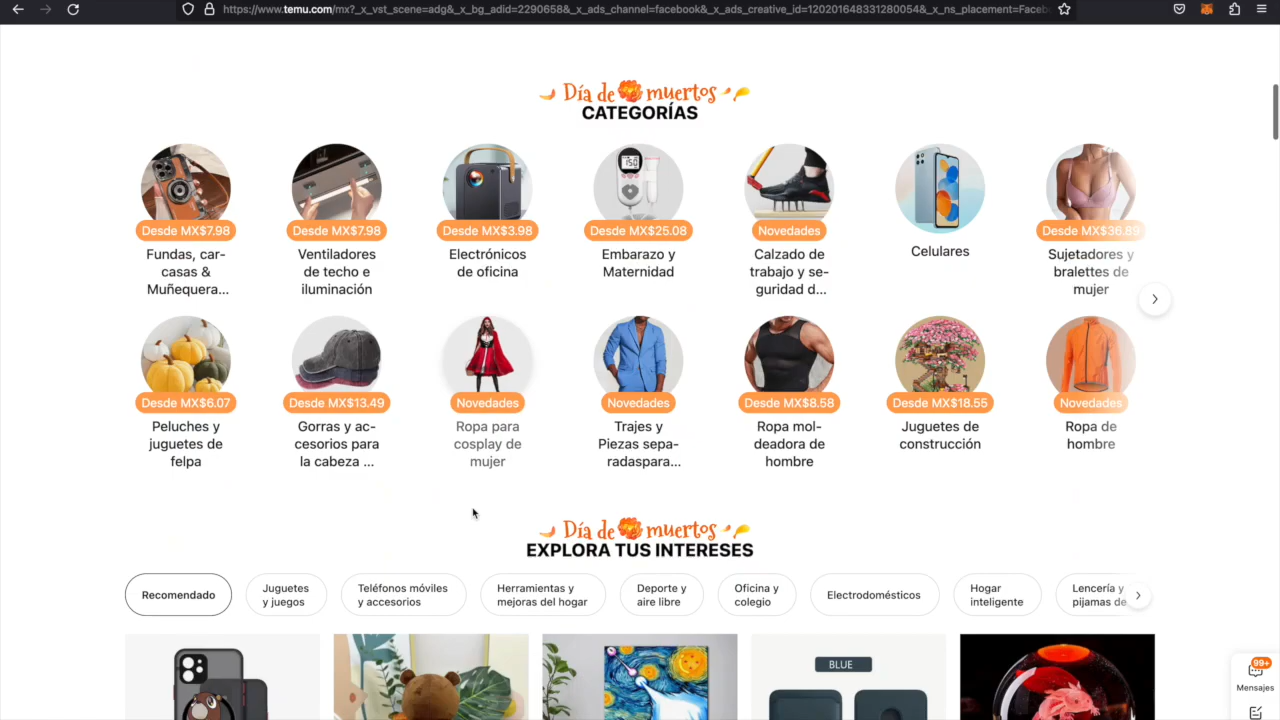 https://www.temu.com/mx?_x_vst_scene=adg&_x_bg_adid=2290658&_x_ads_channel=facebook&_x_ads_creative_id=120201648331280054&_x_ns_placement=Facebo
Día de muertos
CATEGORÍAS
150
Desde MX$7.98
Desde MX$7.98
Desde MX$3.98
Desde MX$25.08
Novedades
Desde MX$36.89
Fundas, car-
casas &
Muñequera...
Ventiladores
de techo e
iluminación
Electrónicos
de oficina
Embarazo y
Maternidad
Calzado de
trabajo y se-
guridad d...
Celulares
Sujetadores y
bralettes de
mujer
Desde MX$6.07
Desde MX$13.49
Novedades
Novedades
Desde MX$8.58
Desde MX$18.55
Novedades
Peluches y
juguetes de
felpa
Gorras y ac-
cesorios para
la cabeza ...
Ropa para
cosplay de
mujer
Trajes y
Piezas sepa-
radaspara...
Ropa mol-
deadora de
hombre
Juguetes de
construcción
Ropa de
hombre
Día de muertos
EXPLORA TUS INTERESES
Recomendado
Juguetes
y juegos
Teléfonos móviles
y accesorios
Herramientas y
mejoras del hogar
Deporte y
aire libre
Oficina y
colegio
Electrodomésticos
Hogar
inteligente
Lencería y
pijamas de
BLUE
99+
Mensajes